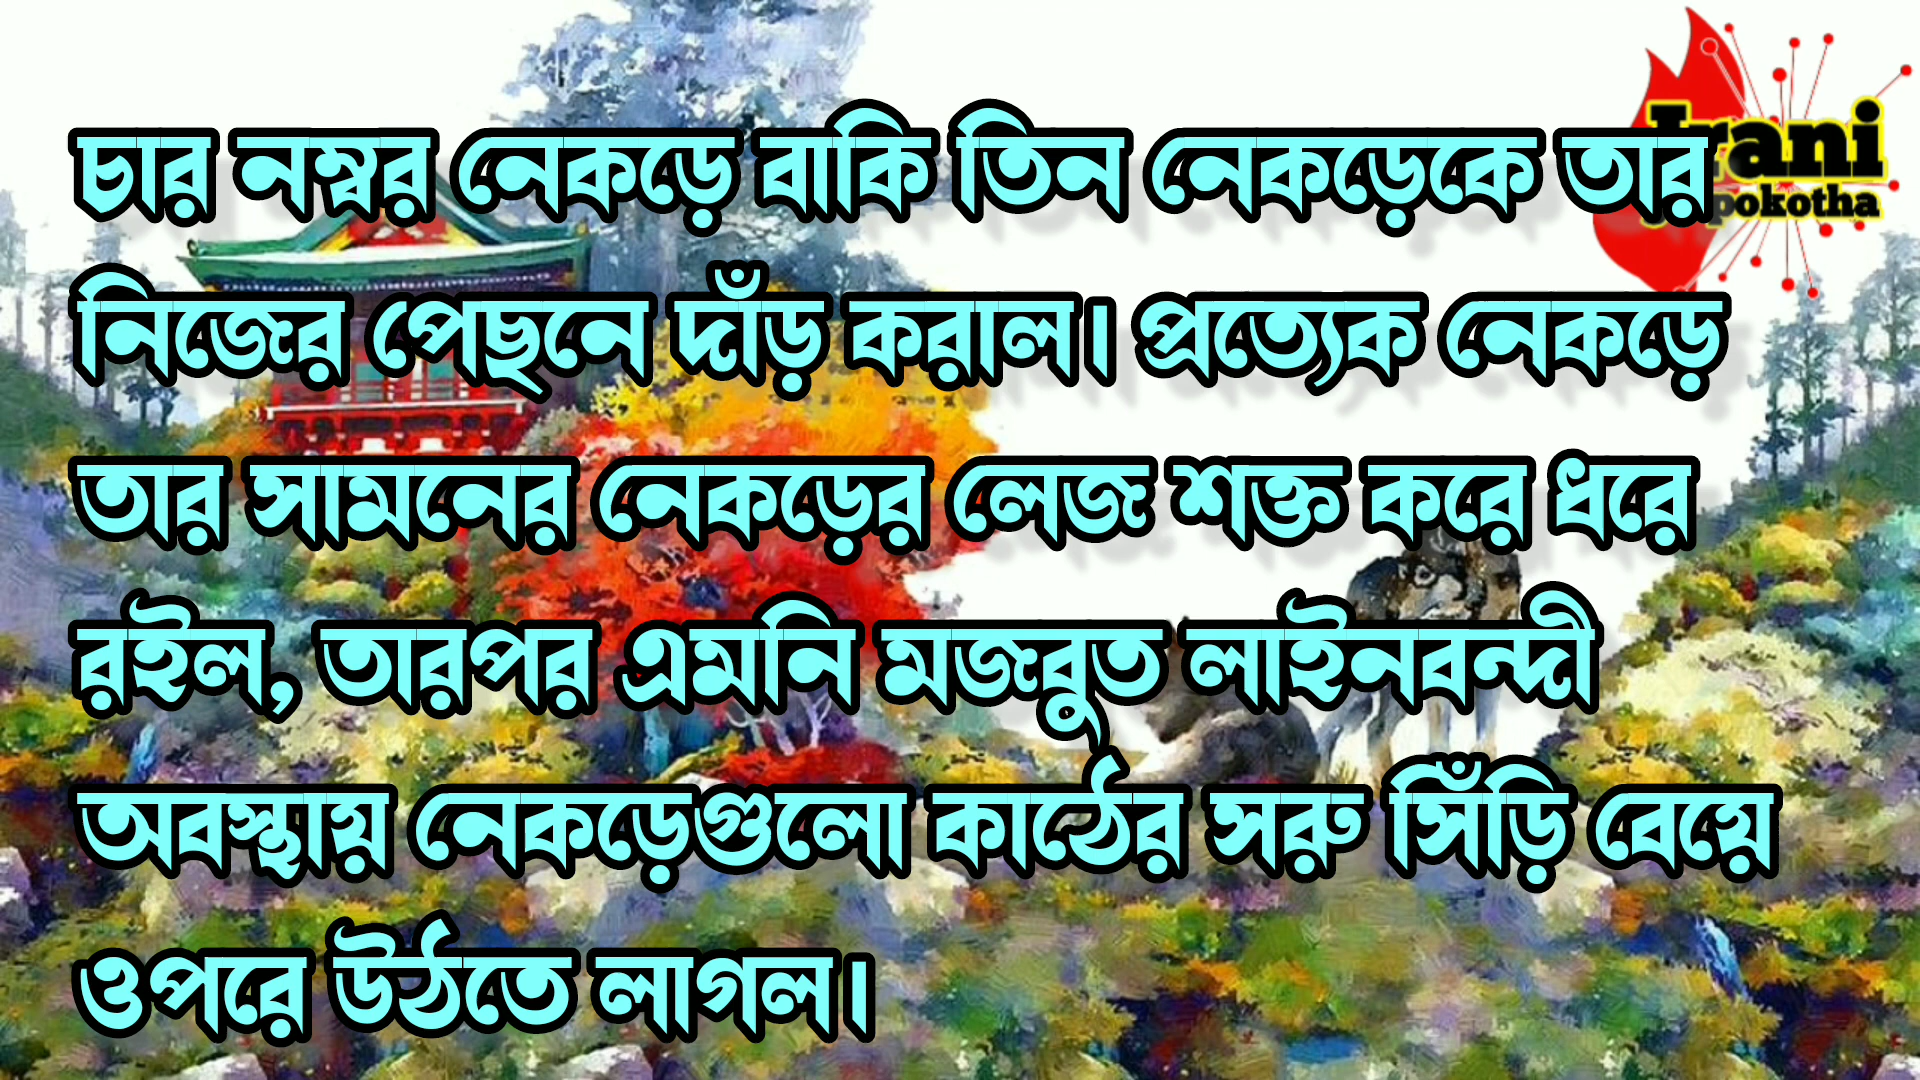 চার নম্বর নেকড়ে বাকি তিন নেকড়েকে তার
নিজের পেছনে দাঁড় করাল। প্রত্যেক নেকড়ে
তার সামনের নেকড়ের লেজ শক্ত করে ধরে
রইল, তারপর এমনি মজবুত লাইনবন্দী
অবস্থায় নেকড়েগুলো কাঠের সরু সিঁড়ি বেয়ে
ওপরে উঠতে লাগল।
Irani